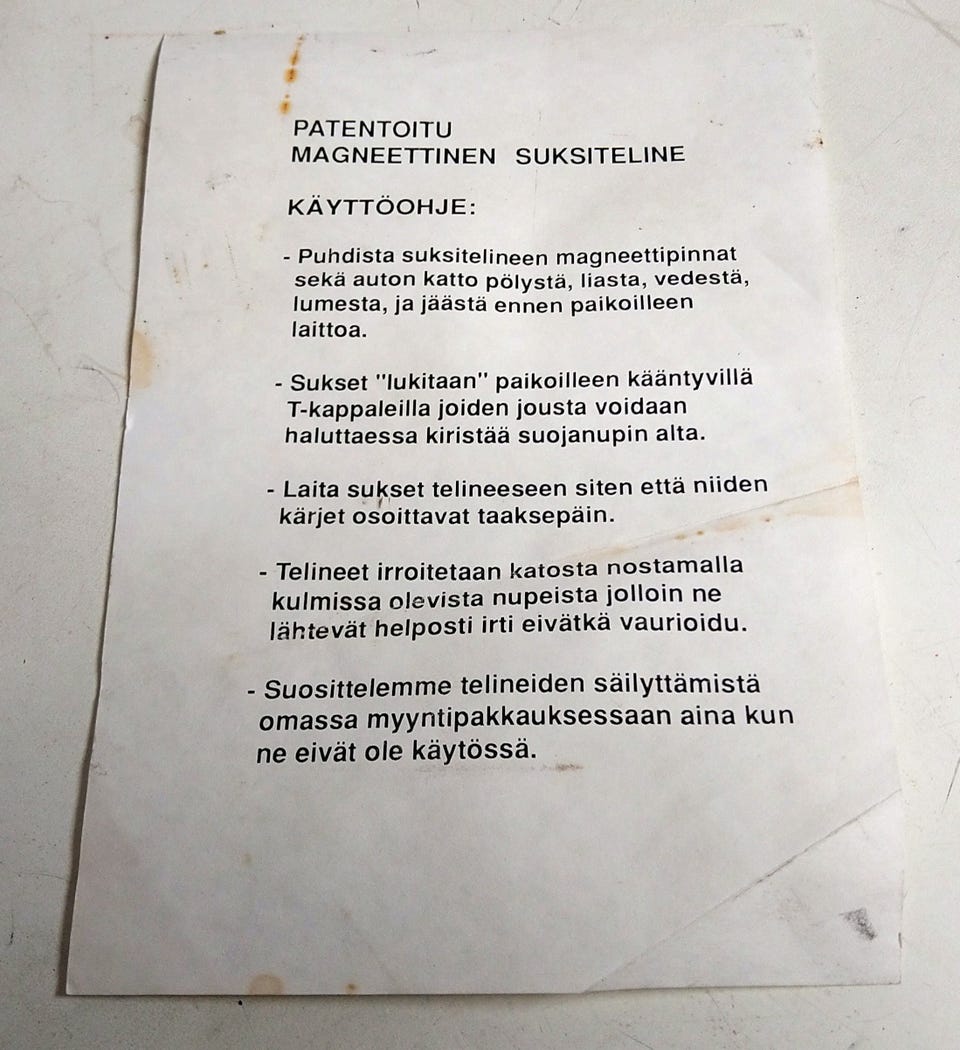 PATENTOITU
MAGNEETTINEN SUKSITELINE
KÄYTTÖOHJE:
- Puhdista suksitelineen magneettipinnat
sekä auton katto pölystä, liasta, vedestä,
lumesta, ja jäästä ennen paikoilleen
laittoa.
- Sukset "lukitaan" paikoilleen kääntyvillä
T-kappaleilla joiden jousta voidaan
haluttaessa kiristää suojanupin alta.
- Laita sukset telineeseen siten että niiden
kärjet osoittavat taaksepäin.
- Telineet irroitetaan katosta nostamalla
kulmissa olevista nupeista jolloin ne
lähtevät helposti irti eivätkä vaurioidu.
- Suosittelemme telineiden säilyttämistä
omassa myyntipakkauksessaan aina kun
ne eivät ole käytössä.